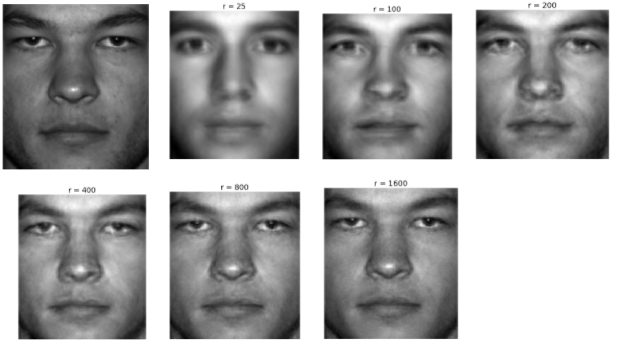 r = 25
r = 100
r = 200
r = 400
r = 800
r = 1600